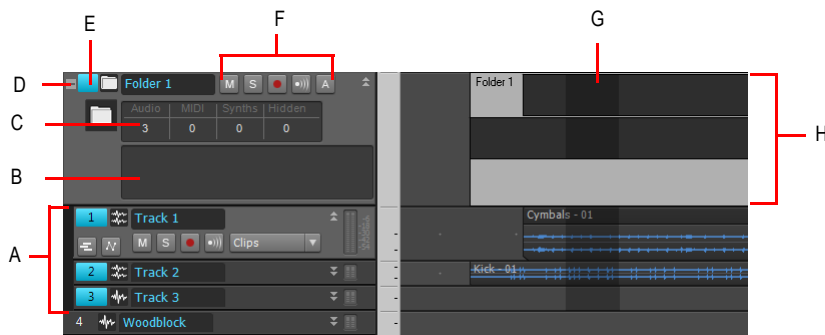 F
G
E
D
Folder 1
M
S
A
Folder 1
Audio MIDI Synths Hidden
C
3 0 0 0
H
B
1 Track 1
Cymbals - 01
A
M S Clips
2 Track 2
Kick - 01
3 Track 3
4 Woodblock